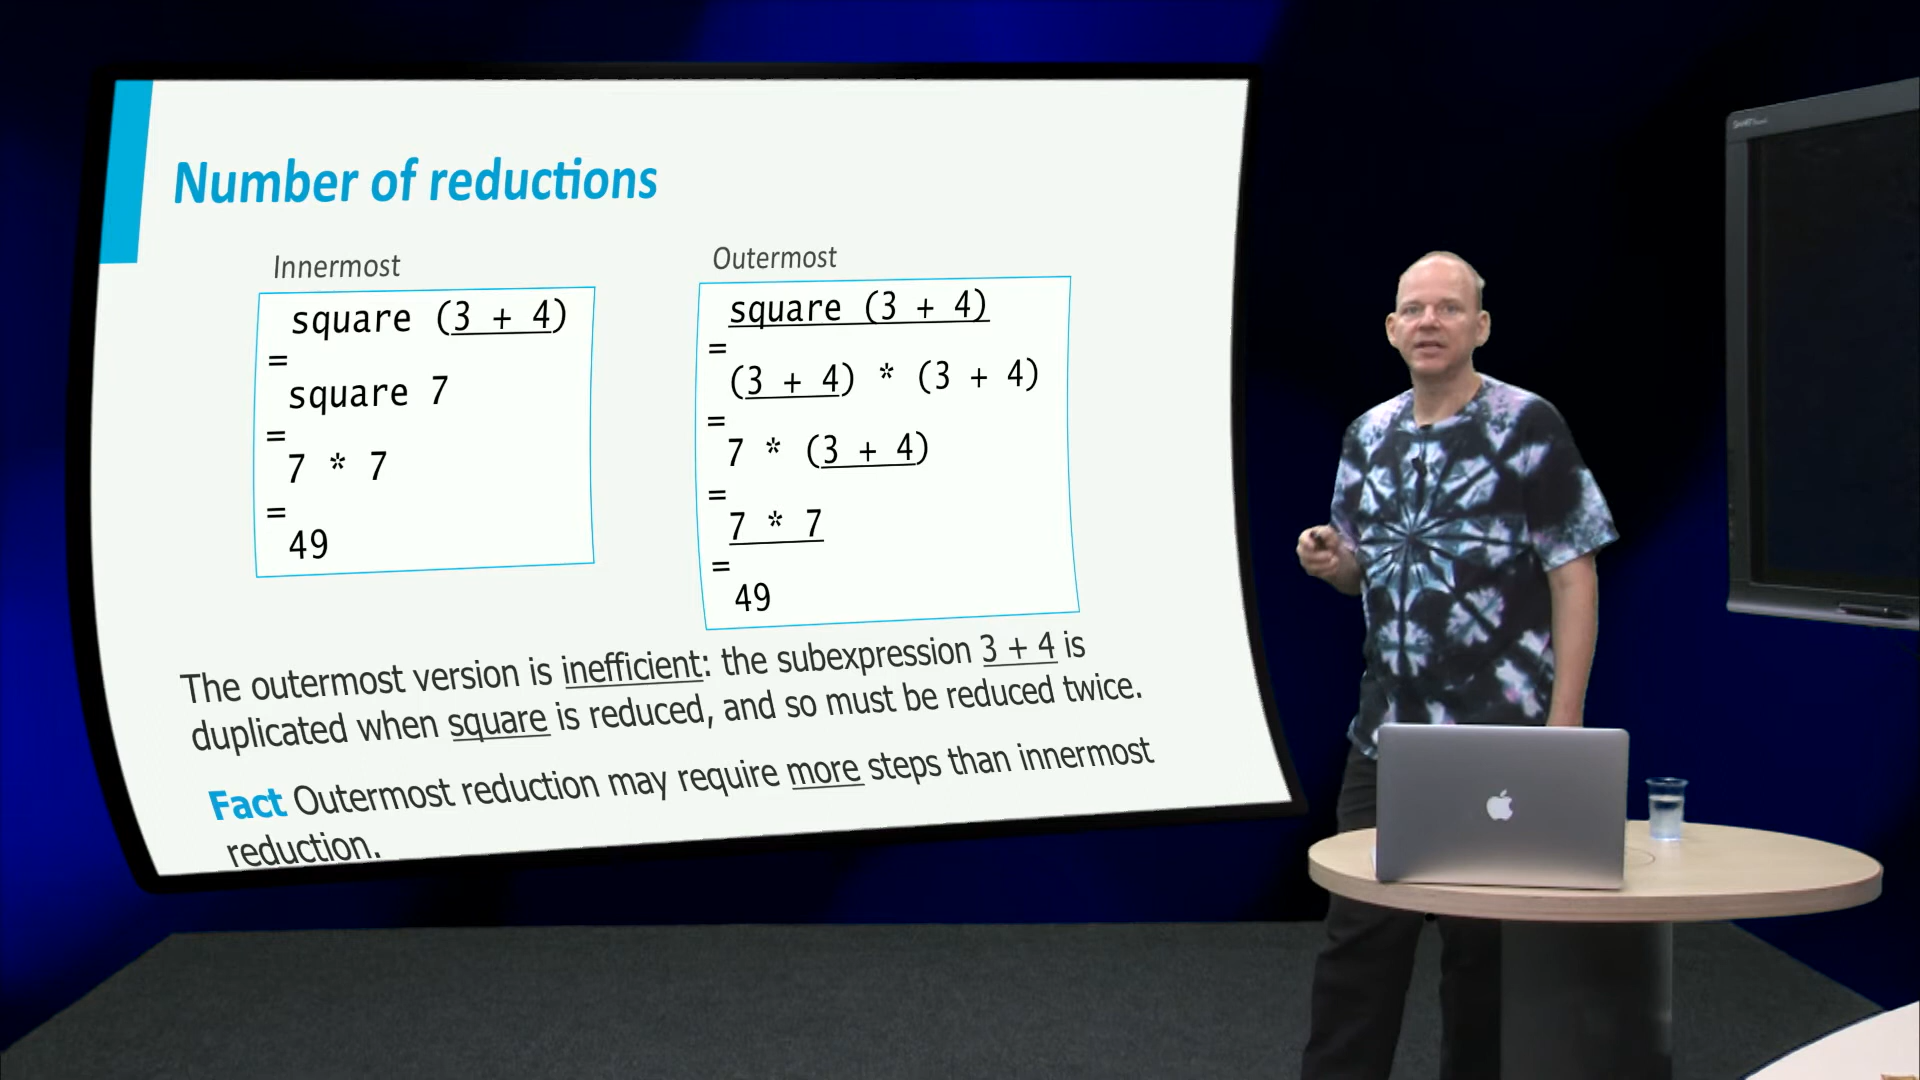 Number of reductions
Innermost
square (3 + 4)
=
square 7
=
7 * 7
=
49
Outermost
square (3 + 4)
=
(3 + 4) * (3 + 4)
=
7 * (3 + 4)
=
7 * 7
=
49
The outermost version is inefficient: the subexpression 3 + 4 is
duplicated when square is reduced, and so must be reduced twice.
Fact Outermost reduction may require more steps than innermost
reduction.